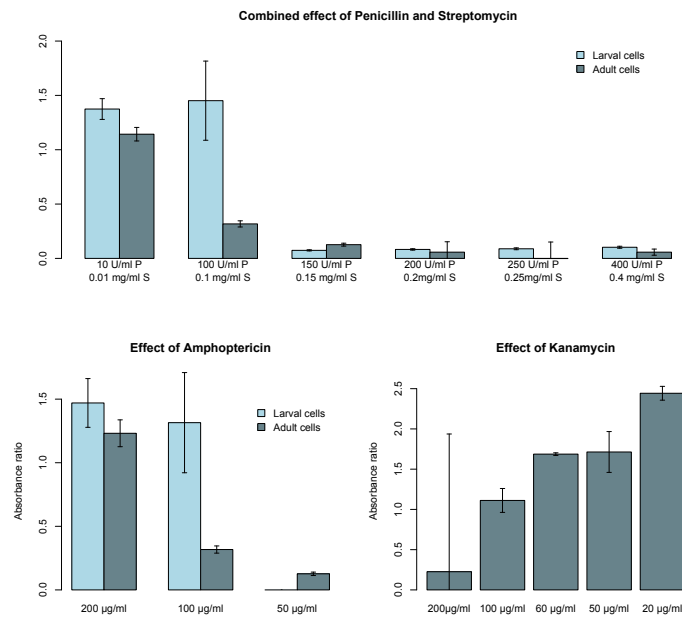 Combined effect of Penicillin and Streptomycin
2.0
1.5
1.0
0.5
0.0
Larval cells
Adult cells
10 U/ml P 100 U/ml P 150 U/ml P 200 U/ml P 250 U/ml P 400 U/ml P
0.01 mg/ml S 0.1 mg/ml S 0.15 mg/ml S 0.2mg/ml S 0.25mg/ml S 0.4 mg/ml S
Effect of Amphoptericin
Absorbance ratio
1.5
1.0
0.5
0.0
Larval cells
Adult cells
200 µg/ml 100 µg/ml 50 µg/ml
Effect of Kanamycin
Absorbance ratio
2.5
2.0
1.5
1.0
0.5
0.0
200µg/ml 100 µg/ml 60 µg/ml 50 µg/ml 20 µg/ml